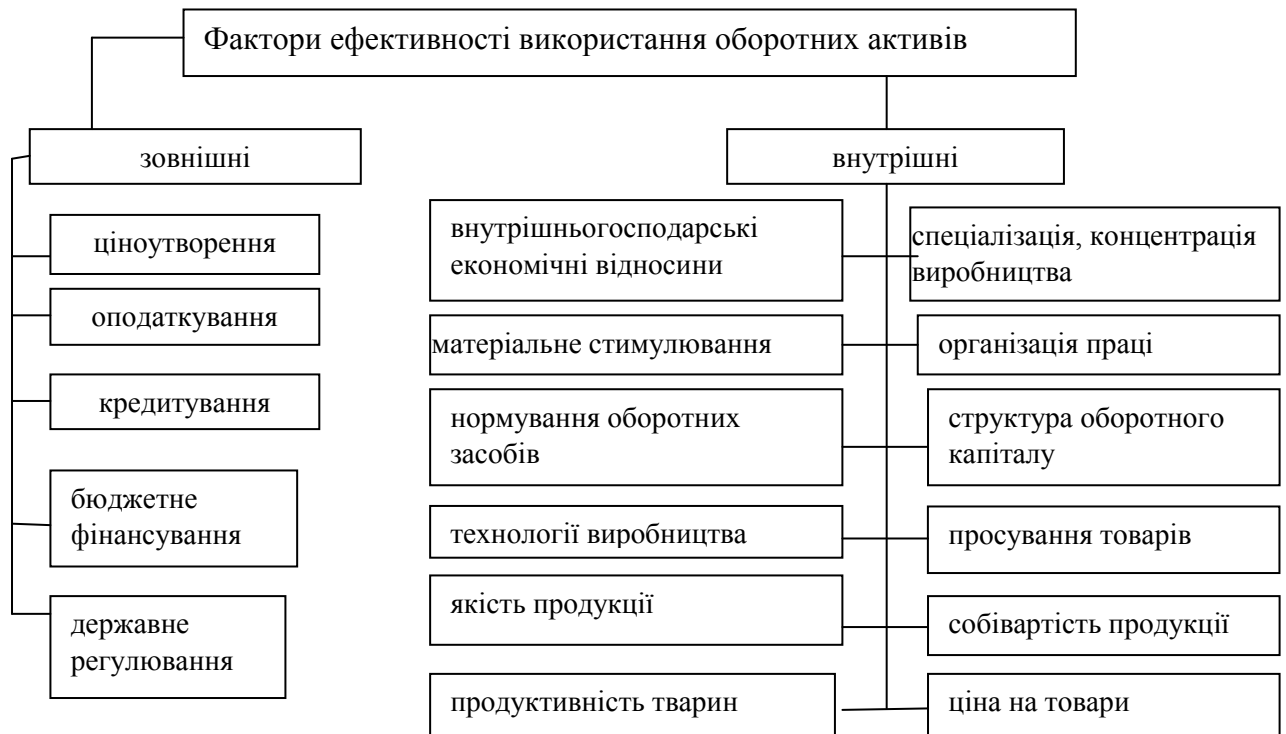 Фактори ефективності використання оборотних активів
зовнішні
ціноутворення
оподаткування
кредитування
бюджетне
фінансування
державне
регулювання
внутрішні
внутрішньогосподарські
економічні відносини
спеціалізація, концентрація
виробництва
матеріальне стимулювання
організація праці
нормування оборотних
засобів
структура оборотного
капіталу
технології виробництва
просування товарів
якість продукції
собівартість продукції
продуктивність тварин
ціна на товари